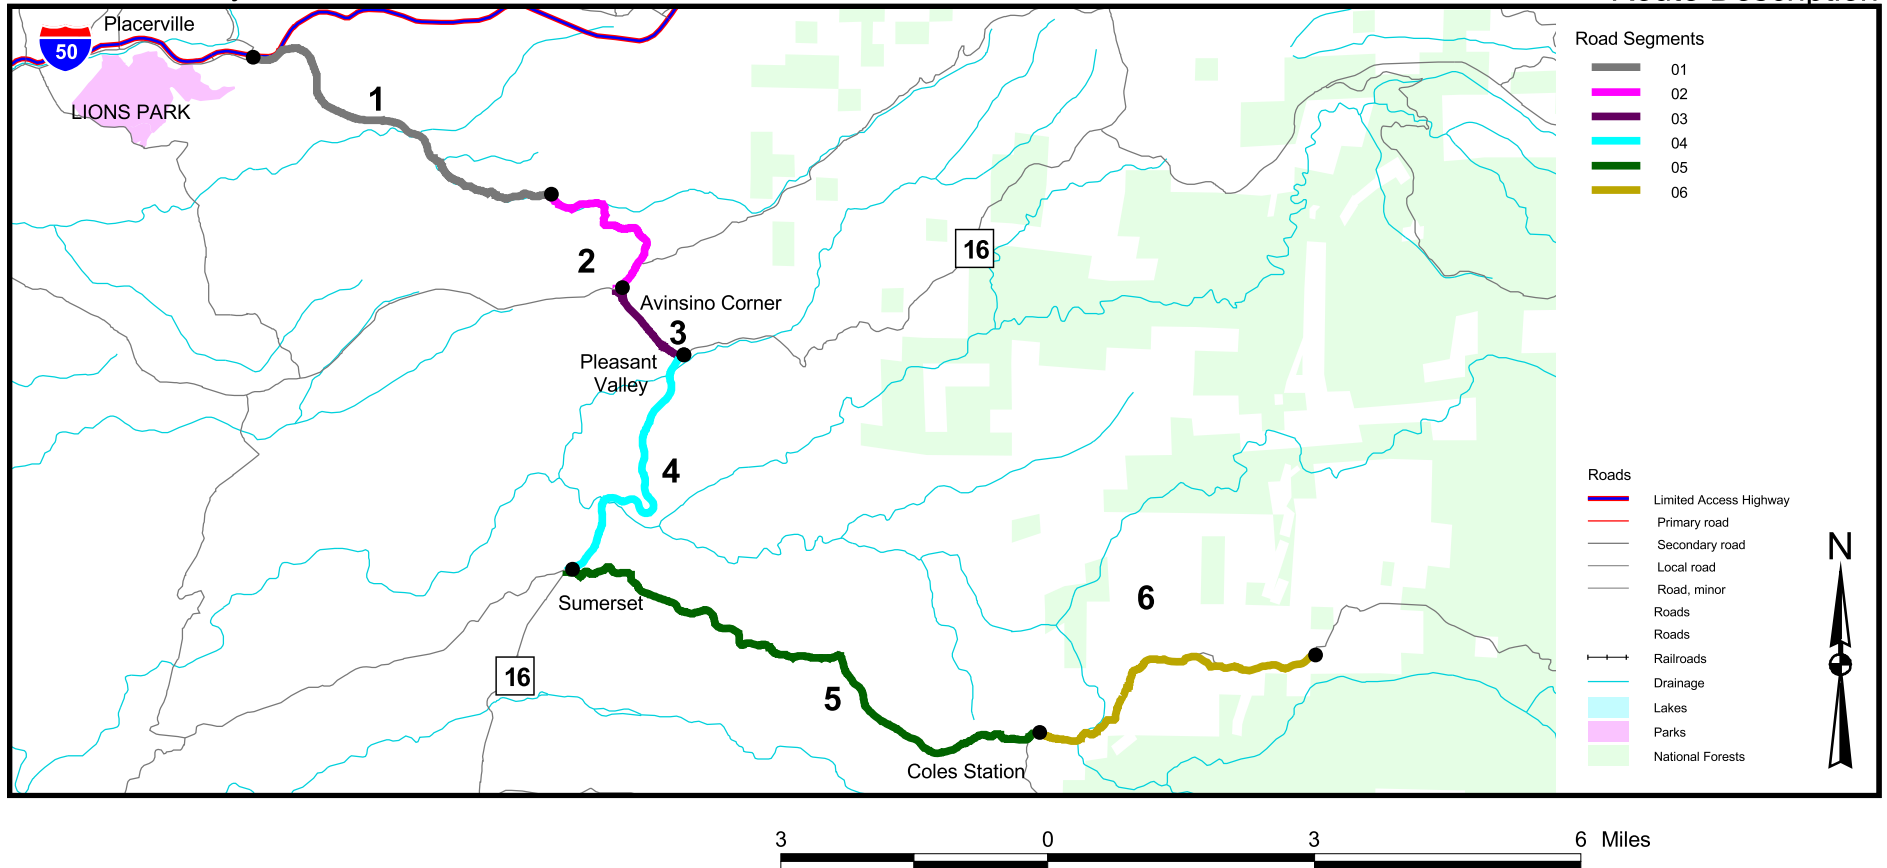 Placerville
50
LIONS PARK
1
2
16
Avinsino Corner
3
Pleasant
Valley
4
Sumerset
16
5
6
Coles Station
Road Segments
01
02
03
04
05
06
Roads
Limited Access Highway
Primary road
Secondary road
Local road
Road, minor
Roads
Roads
Railroads
Drainage
Lakes
Parks
National Forests
N
3 0 3 6 Miles